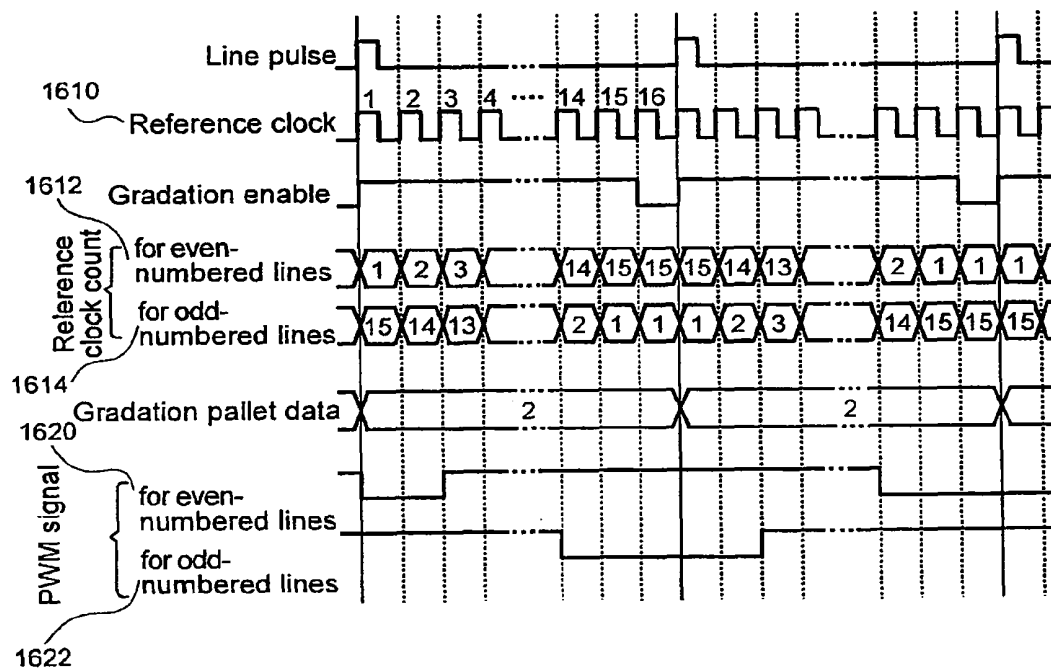 Line pulse
1610
1 2 3 4 ···· 14 15 16
Reference clock
1612
Gradation enable
Reference clock count
for even-
numbered lines
1 2 3 14 15 15 15 14 13 2 1 1 1
for odd-
numbered lines
15 14 13 2 1 1 1 2 3 14 15 15 15
1614
Gradation pallet data
2 2
1620
PWM signal
for even-
numbered lines
for odd-
numbered lines
1622